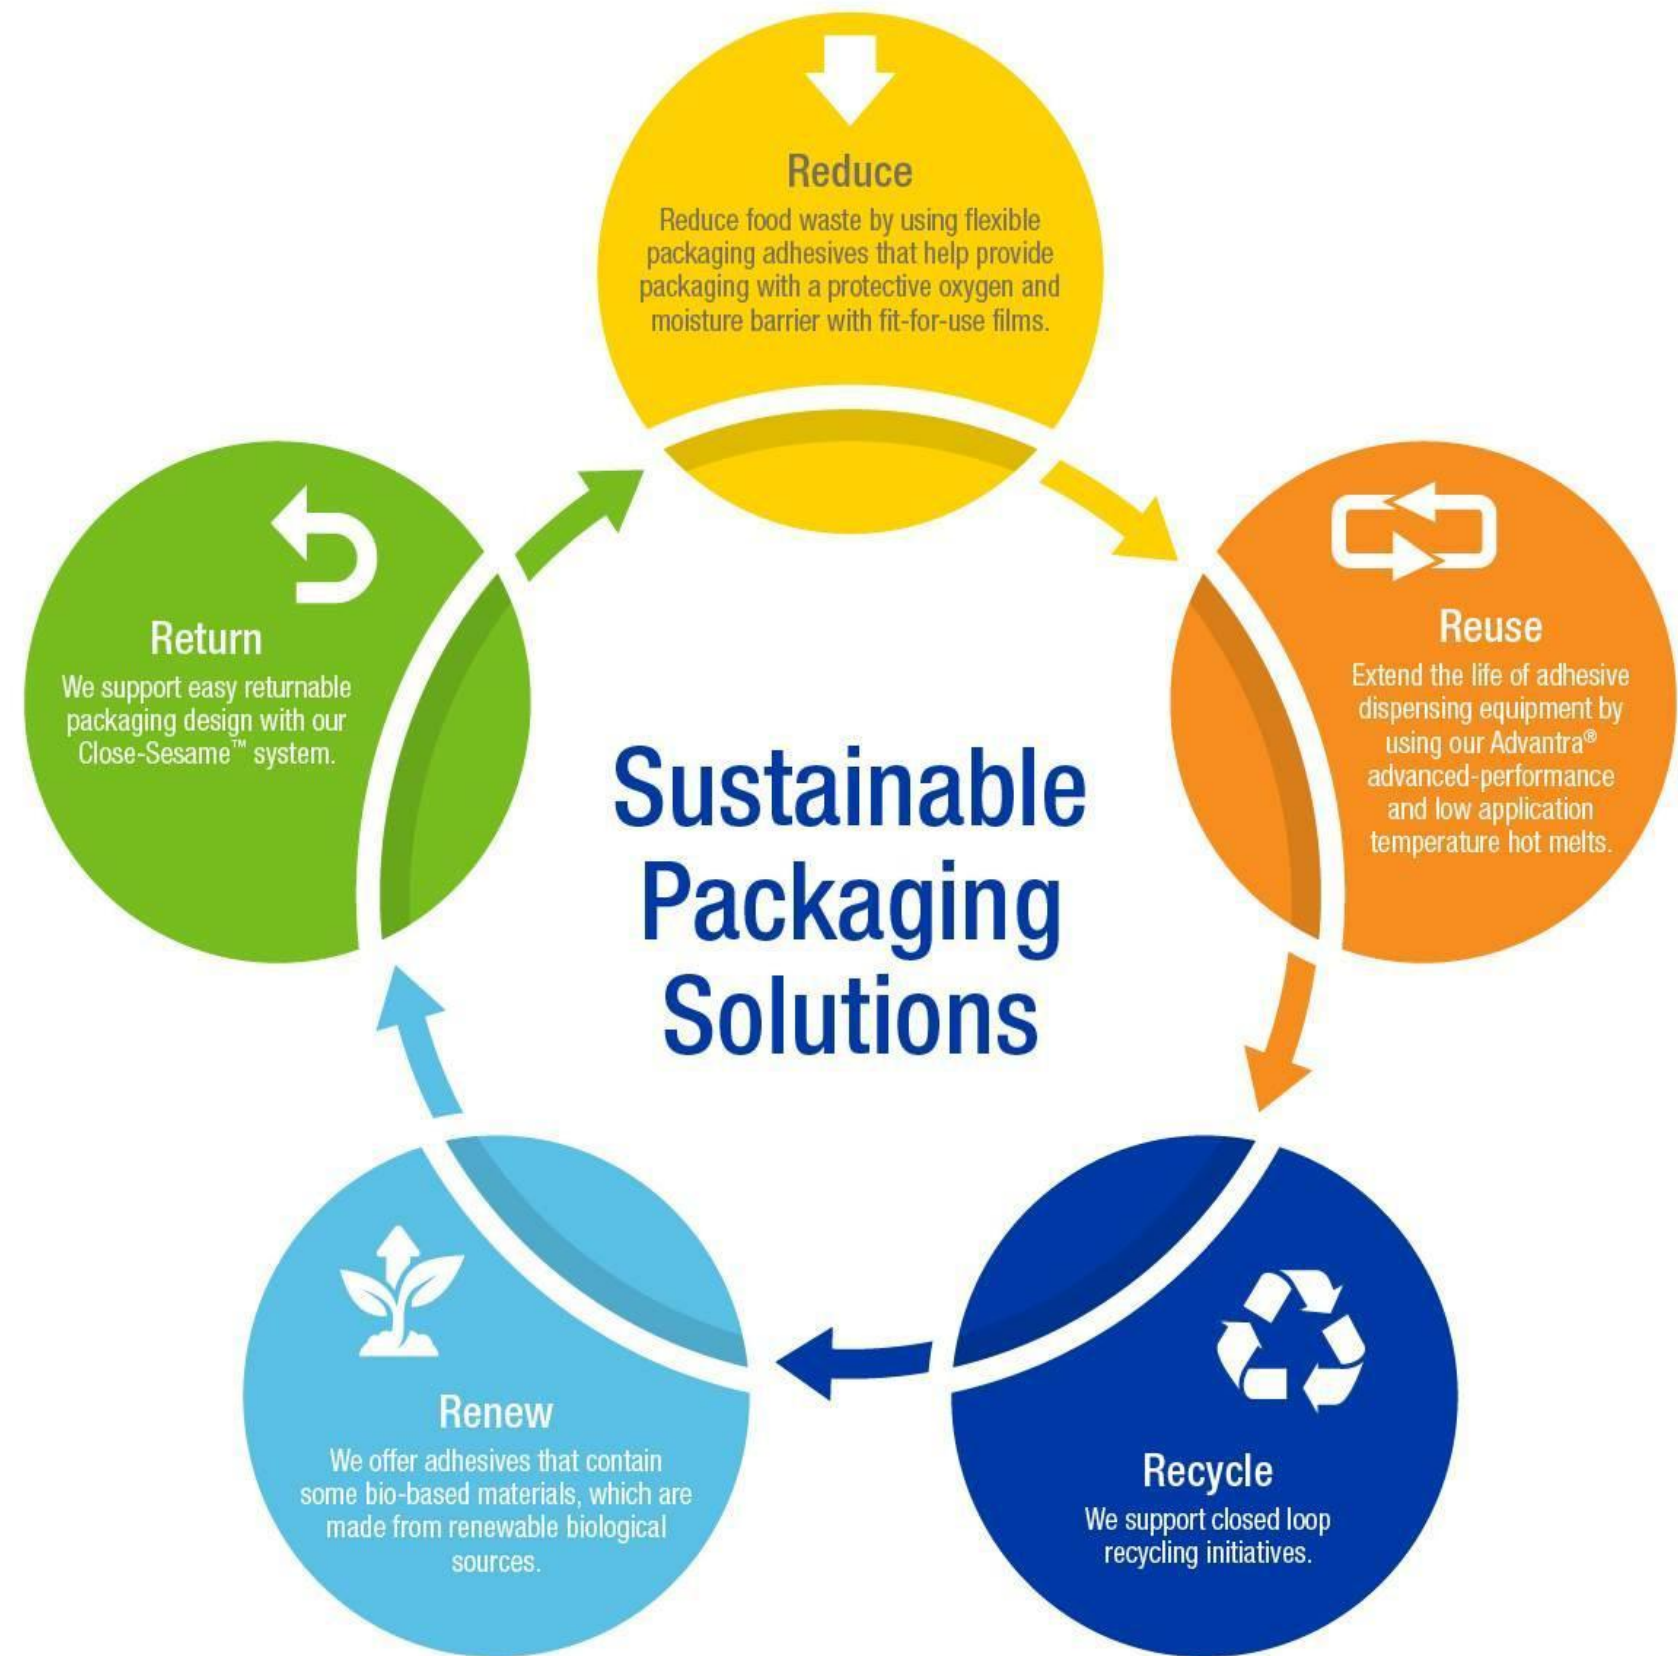 Reduce
Reduce food waste by using flexible
packaging adhesives that help provide
packaging with a protective oxygen and
moisture barrier with fit-for-use films.
Reuse
Extend the life of adhesive
dispensing equipment by
using our Advantra®
advanced-performance
and low application
temperature hot melts.
Recycle
We support closed loop
recycling initiatives.
Renew
We offer adhesives that contain
some bio-based materials, which are
made from renewable biological
sources.
Return
We support easy returnable
packaging design with our
Close-Sesame™ system.
Sustainable
Packaging
Solutions